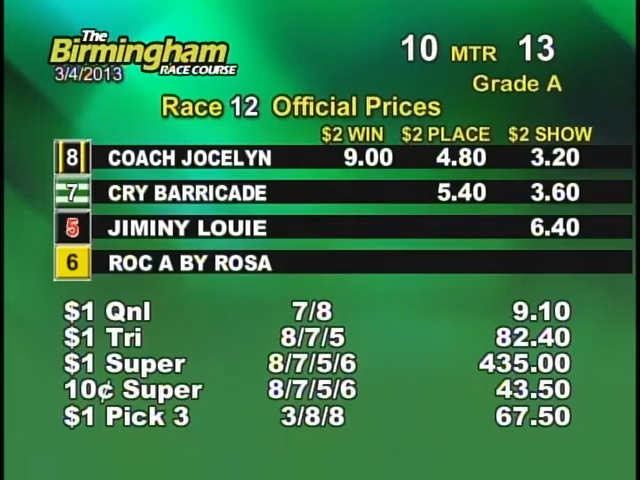 The
Birmingham
RACE COURSE
3/4/2013
10 MTR 13
Grade A
Race 12 Official Prices
$2 WIN $2 PLACE $2 SHOW
8 COACH JOCELYN 9.00 4.80 3.20
7 CRY BARRICADE 5.40 3.60
5 JIMINY LOUIE 6.40
6 ROC A BY ROSA
$1 Qnl 7/8 9.10
$1 Tri 8/7/5 82.40
$1 Super 8/7/5/6 435.00
10¢ Super 8/7/5/6 43.50
$1 Pick 3 3/8/8 67.50